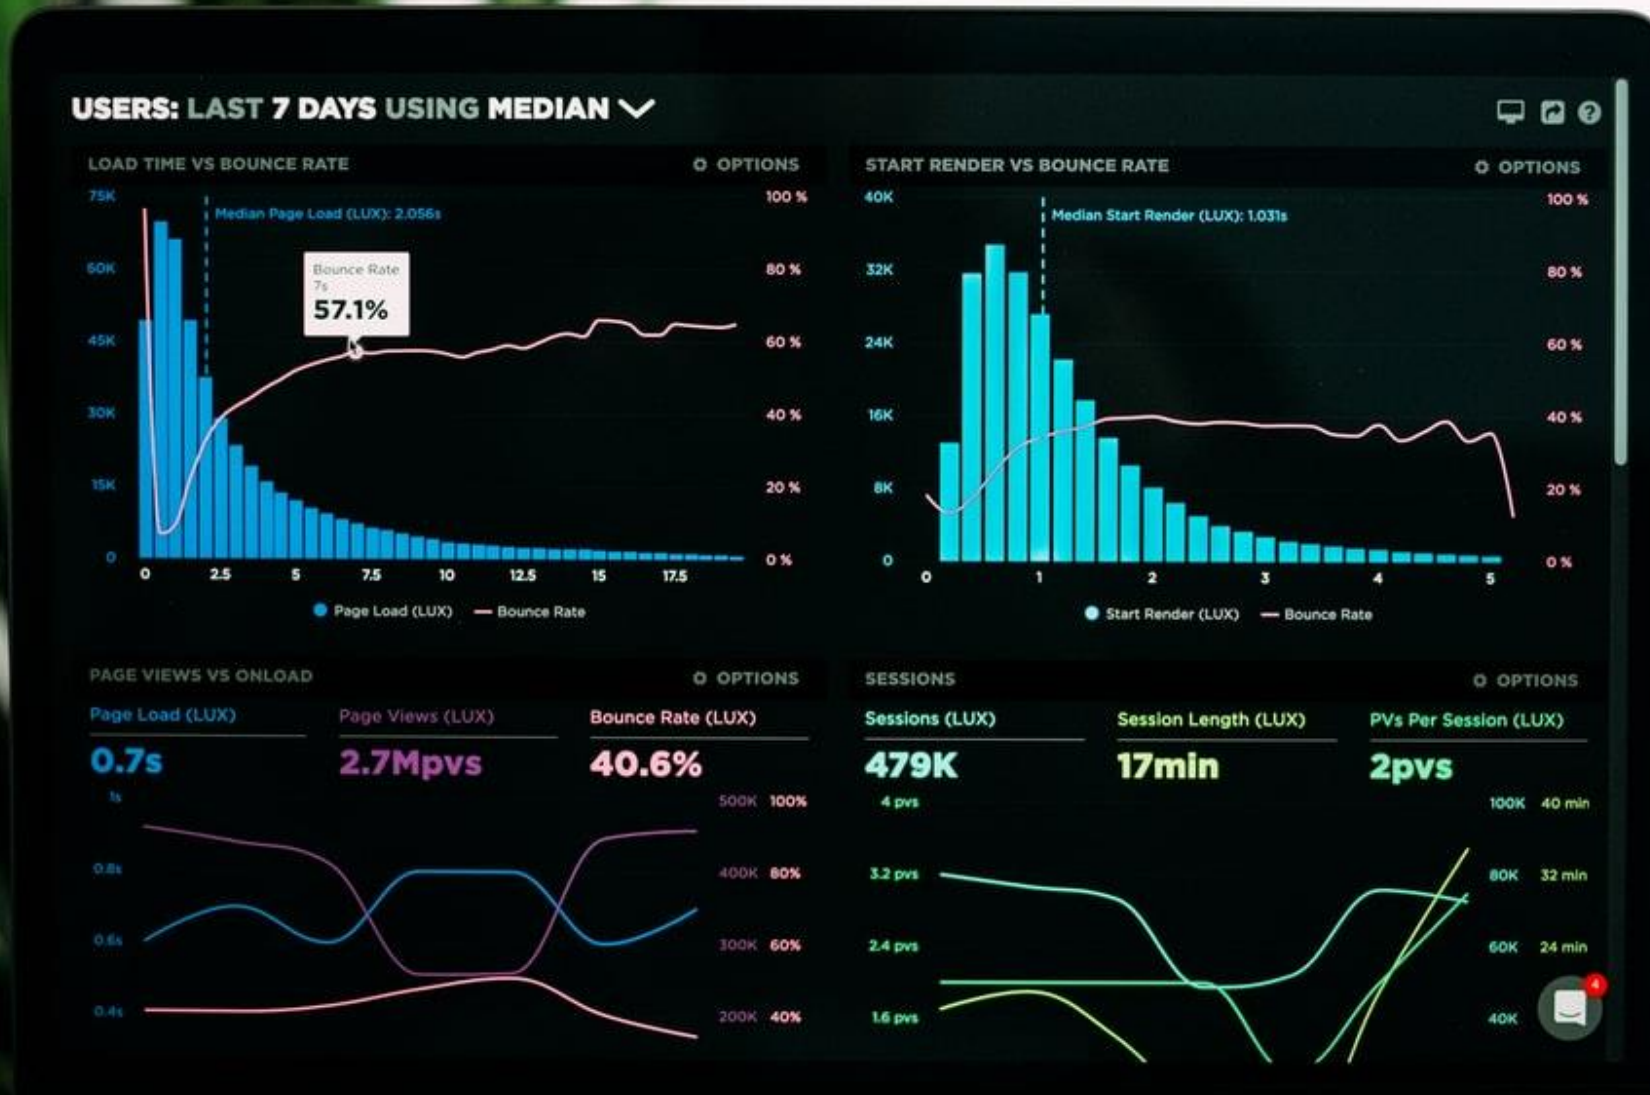 USERS: LAST 7 DAYS USING MEDIAN
LOAD TIME VS BOUNCE RATE
OPTIONS
75K
60K
45K
30K
15K
0
Median Page Load (LUX): 2.056s
Bounce Rate
7s
57.1%
100 %
80 %
60 %
40 %
20 %
0 %
0 2.5 5 7.5 10 12.5 15 17.5
Page Load (LUX) Bounce Rate
START RENDER VS BOUNCE RATE
OPTIONS
40K
32K
24K
16K
8K
0
Median Start Render (LUX): 1.031s
100 %
80 %
60 %
40 %
20 %
0 %
0 1 2 3 4 5
Start Render (LUX) Bounce Rate
PAGE VIEWS VS ONLOAD
OPTIONS
Page Load (LUX) Page Views (LUX) Bounce Rate (LUX)
0.7s 2.7Mpvs 40.6%
1s
0.8s
0.6s
0.4s
500K 100%
400K 80%
300K 60%
200K 40%
SESSIONS
OPTIONS
Sessions (LUX) Session Length (LUX) PVs Per Session (LUX)
479K 17min 2pvs
4 pvs
3.2 pvs
2.4 pvs
1.6 pvs
100K 40 min
80K 32 min
60K 24 min
40K
4